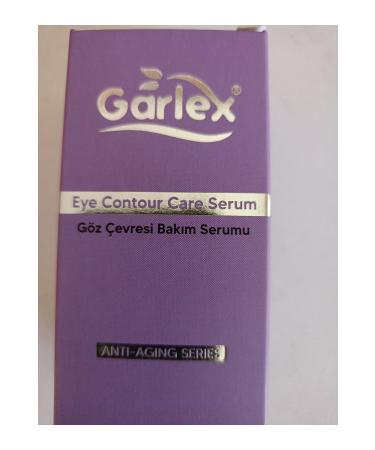 Garlex®
Eye Contour Care Serum
Göz Çevresi Bakım Serumu
ANTI-AGING SERIES